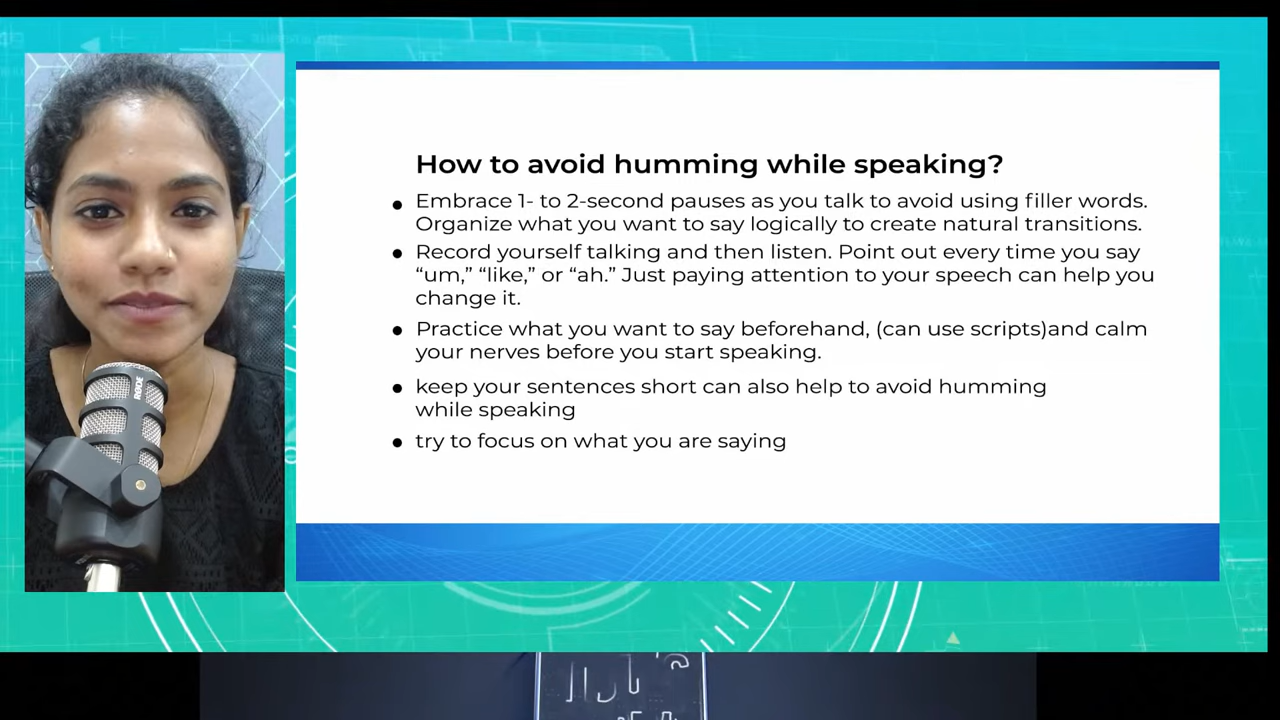 How to avoid humming while speaking?
Embrace 1- to 2-second pauses as you talk to avoid using filler words.
Organize what you want to say logically to create natural transitions.
Record yourself talking and then listen. Point out every time you say
“um,” “like,” or “ah.” Just paying attention to your speech can help you
change it.
Practice what you want to say beforehand, (can use scripts)and calm
your nerves before you start speaking.
keep your sentences short can also help to avoid humming
while speaking
try to focus on what you are saying
RODE